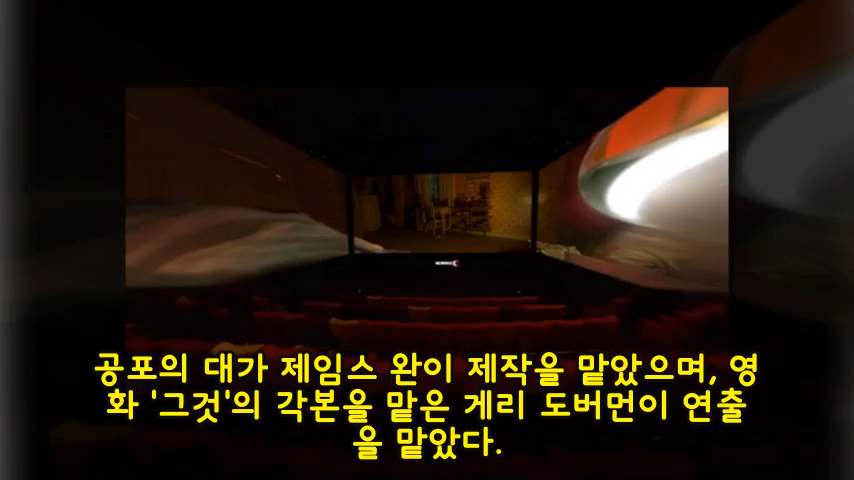 공포의 대가 제임스 완이 제작을 맡았으며, 영
화 '그것'의 각본을 맡은 게리 도버먼이 연출
을 맡았다.